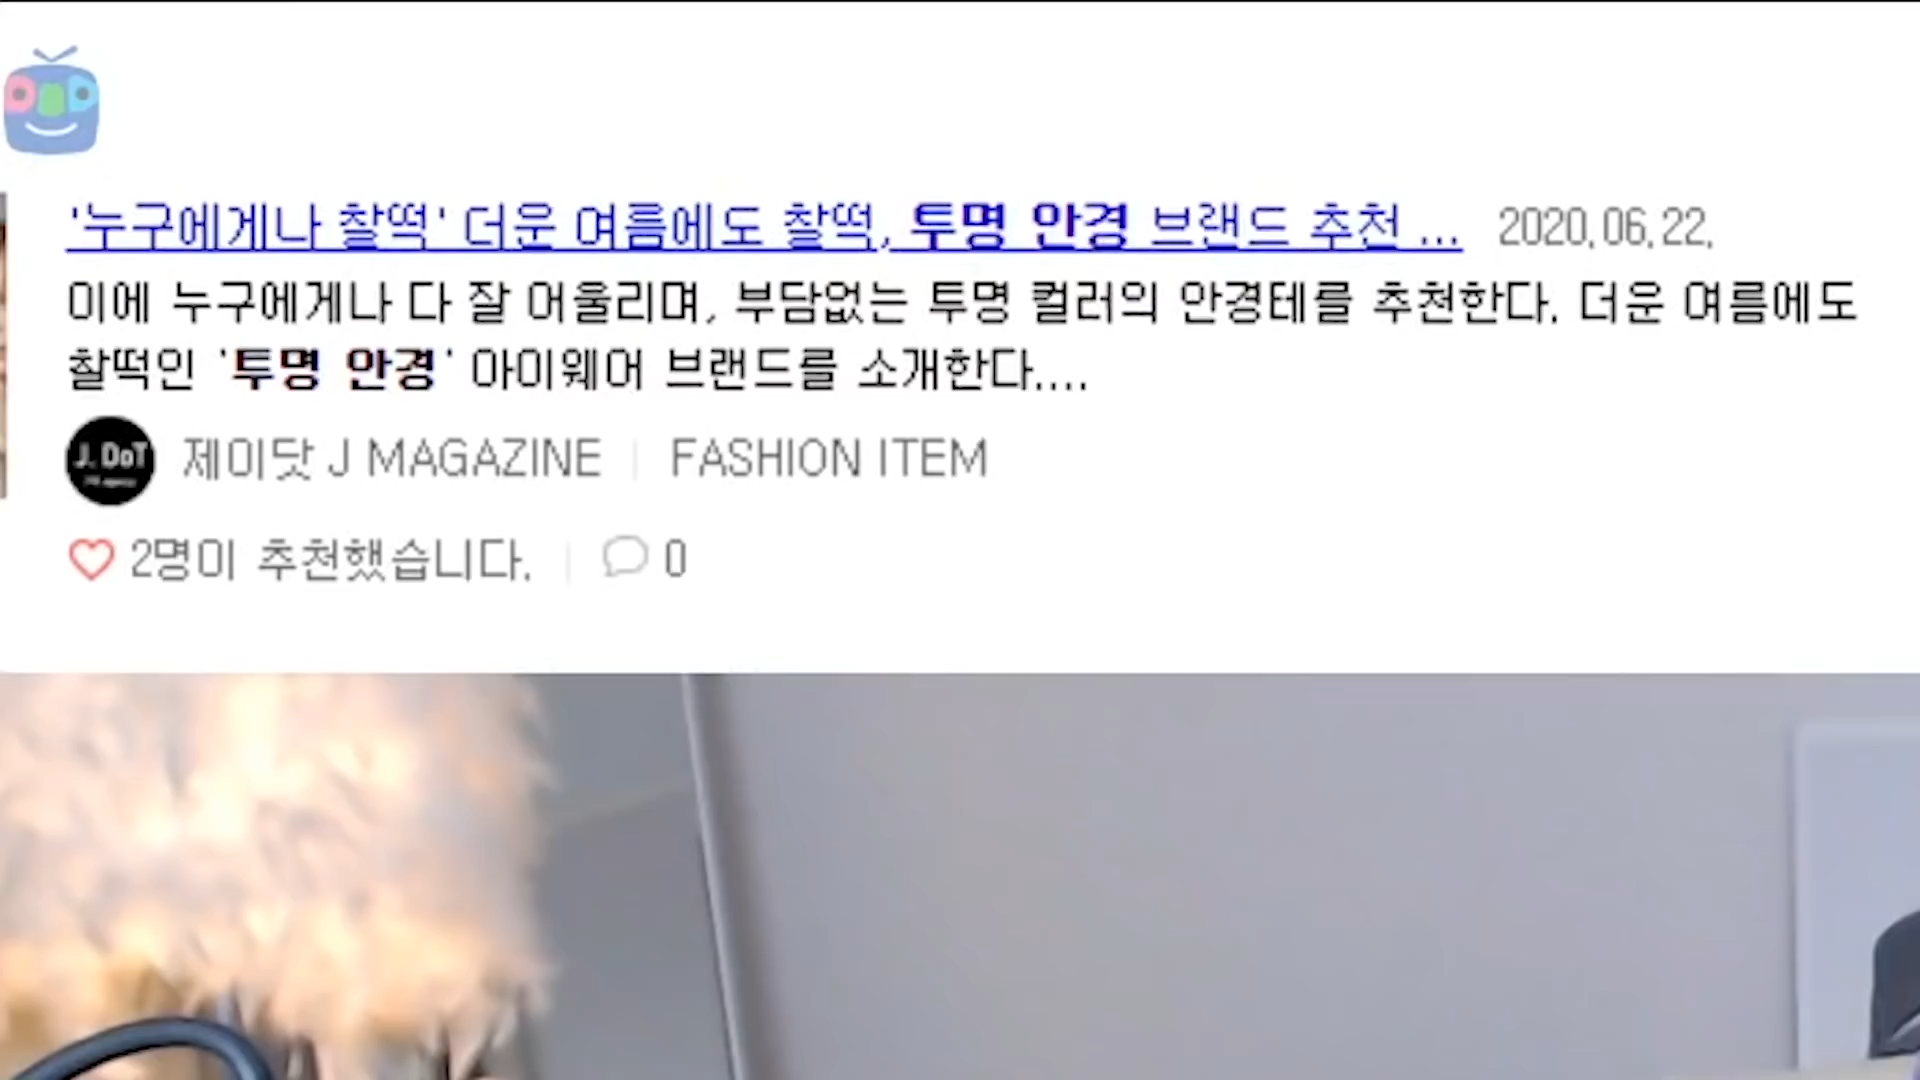 '누구에게나 찰떡' 더운 여름에도 찰떡, 투명 안경 브랜드 추천 ... 2020.06.22.
이에 누구에게나 다 잘 어울리며, 부담없는 투명 컬러의 안경테를 추천한다. 더운 여름에도
찰떡인 '투명 안경' 아이웨어 브랜드를 소개한다....
J. DoT 제이닷 J MAGAZINE FASHION ITEM
2명이 추천했습니다. 0